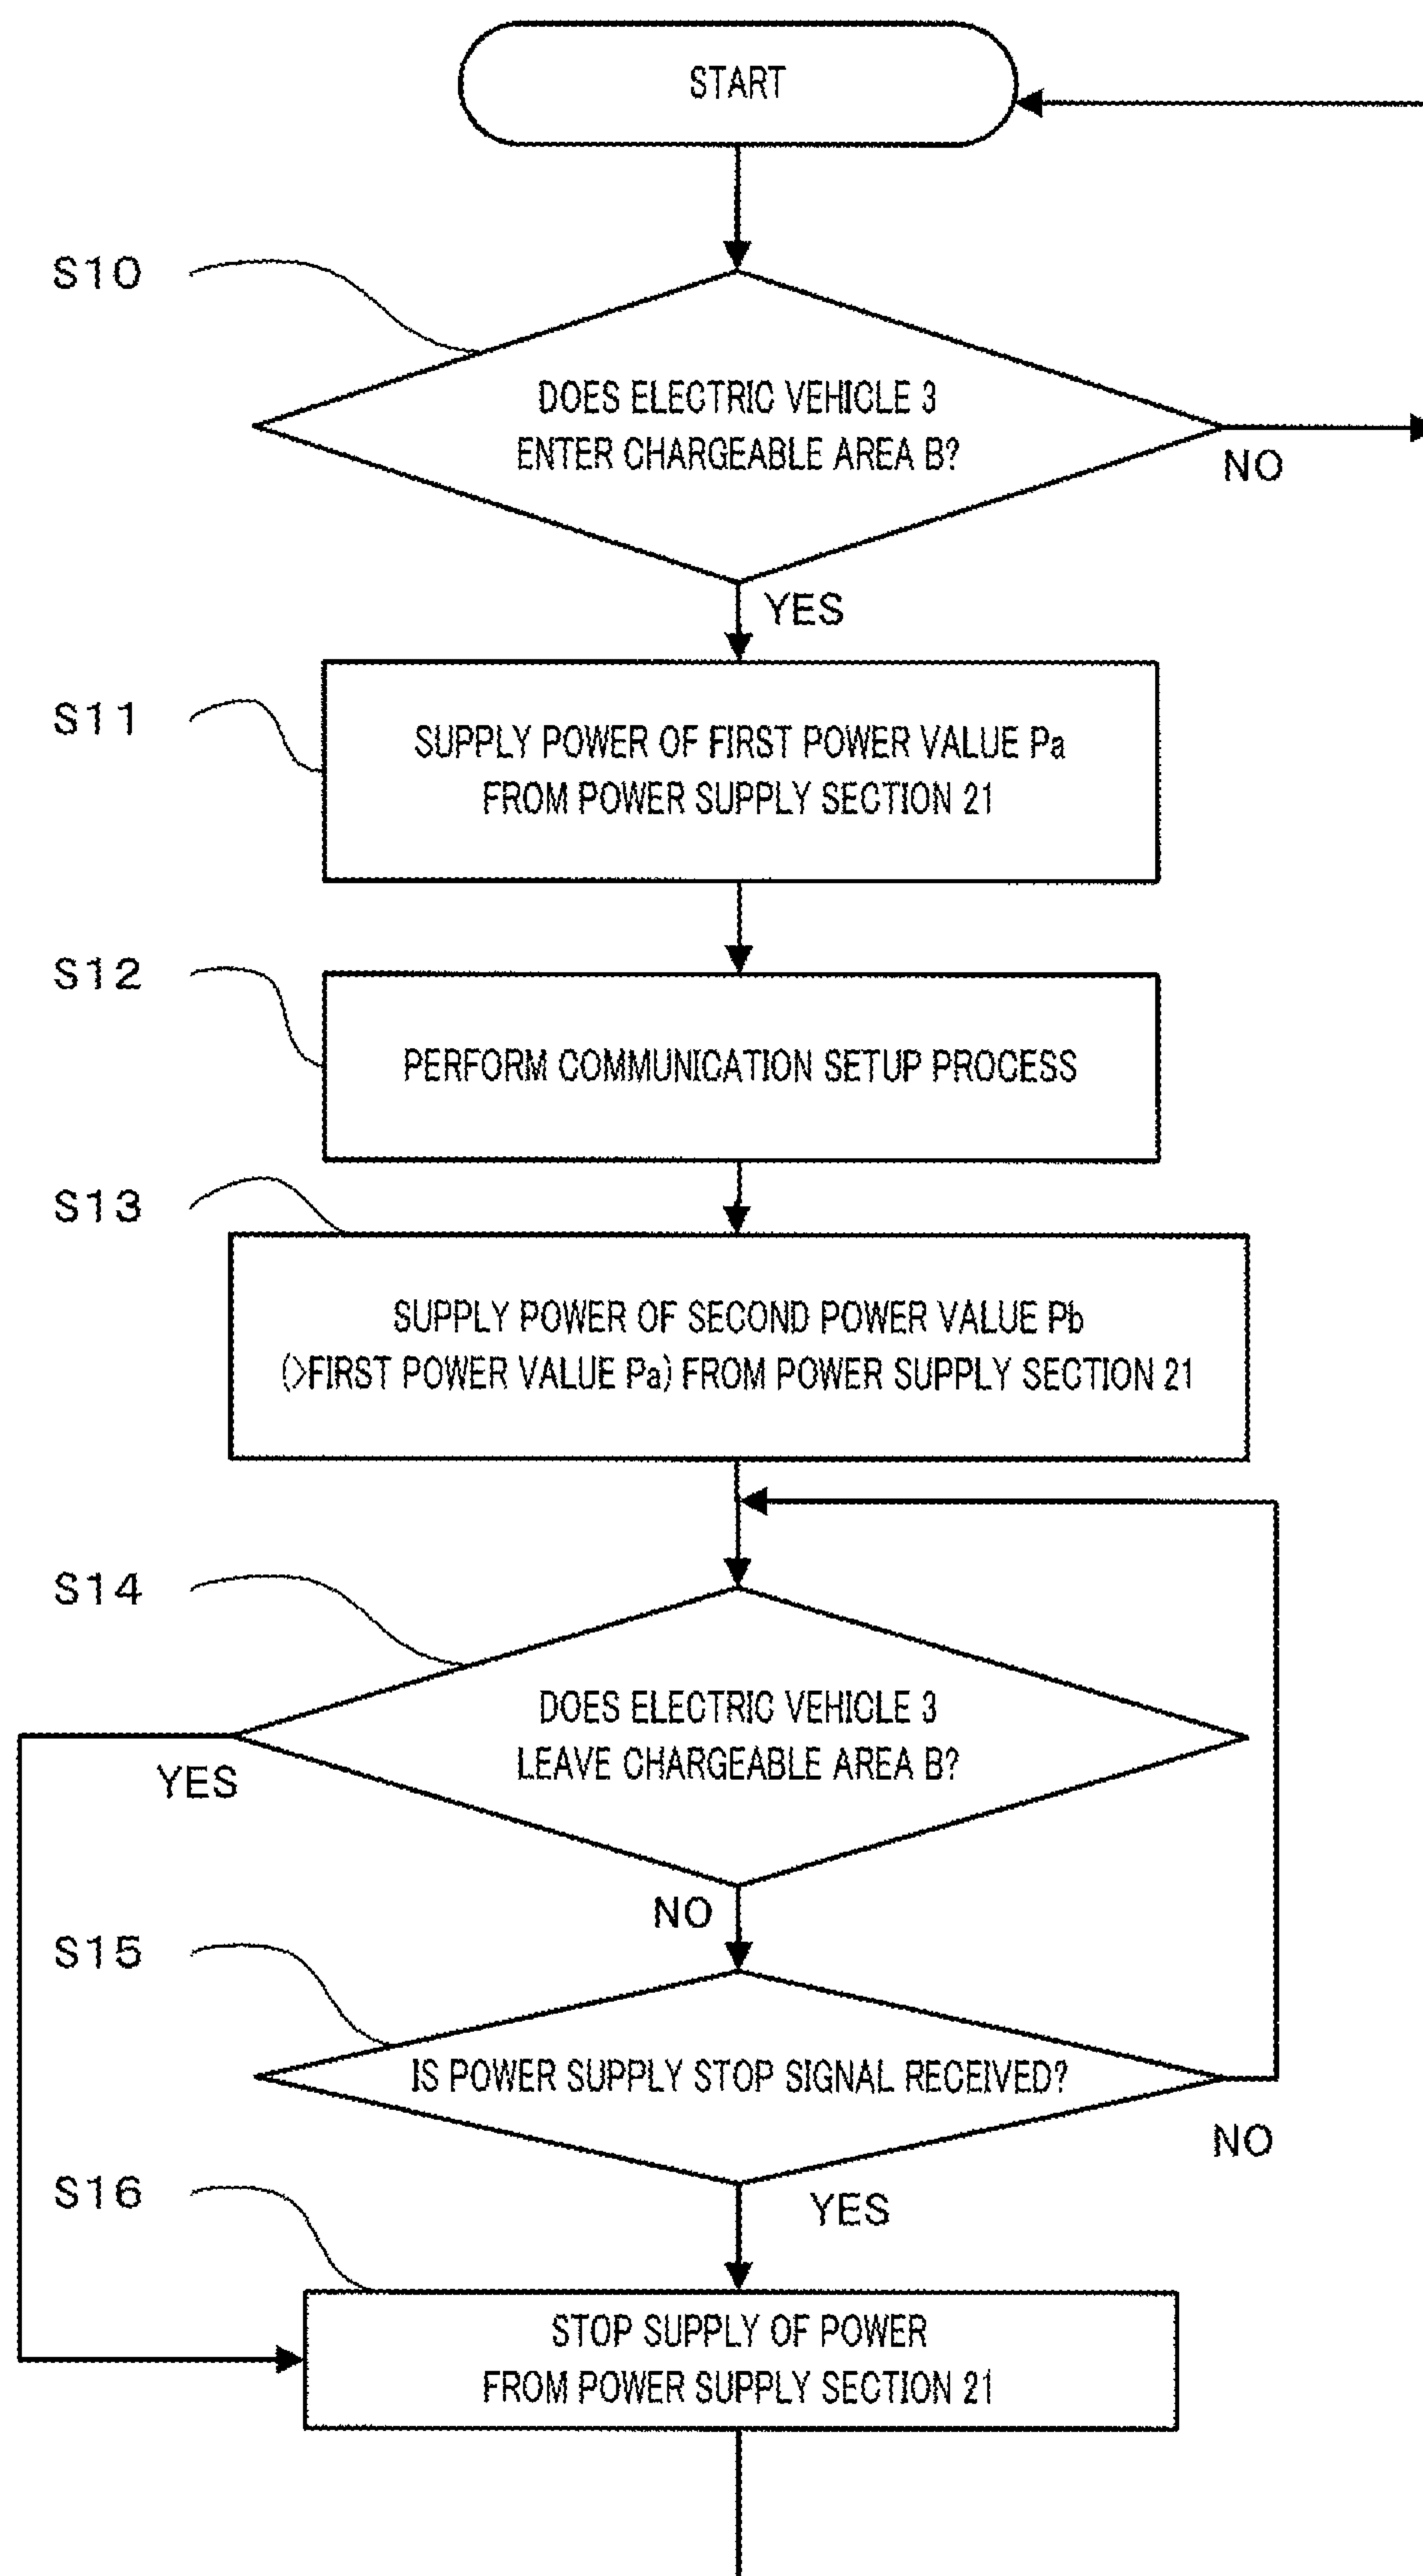 START
S10
DOES ELECTRIC VEHICLE 3
ENTER CHARGEABLE AREA B?
NO
YES
S11
SUPPLY POWER OF FIRST POWER VALUE Pa
FROM POWER SUPPLY SECTION 21
S12
PERFORM COMMUNICATION SETUP PROCESS
S13
SUPPLY POWER OF SECOND POWER VALUE Pb
(>FIRST POWER VALUE Pa) FROM POWER SUPPLY SECTION 21
S14
DOES ELECTRIC VEHICLE 3
LEAVE CHARGEABLE AREA B?
YES
NO
S15
IS POWER SUPPLY STOP SIGNAL RECEIVED?
NO
YES
S16
STOP SUPPLY OF POWER
FROM POWER SUPPLY SECTION 21